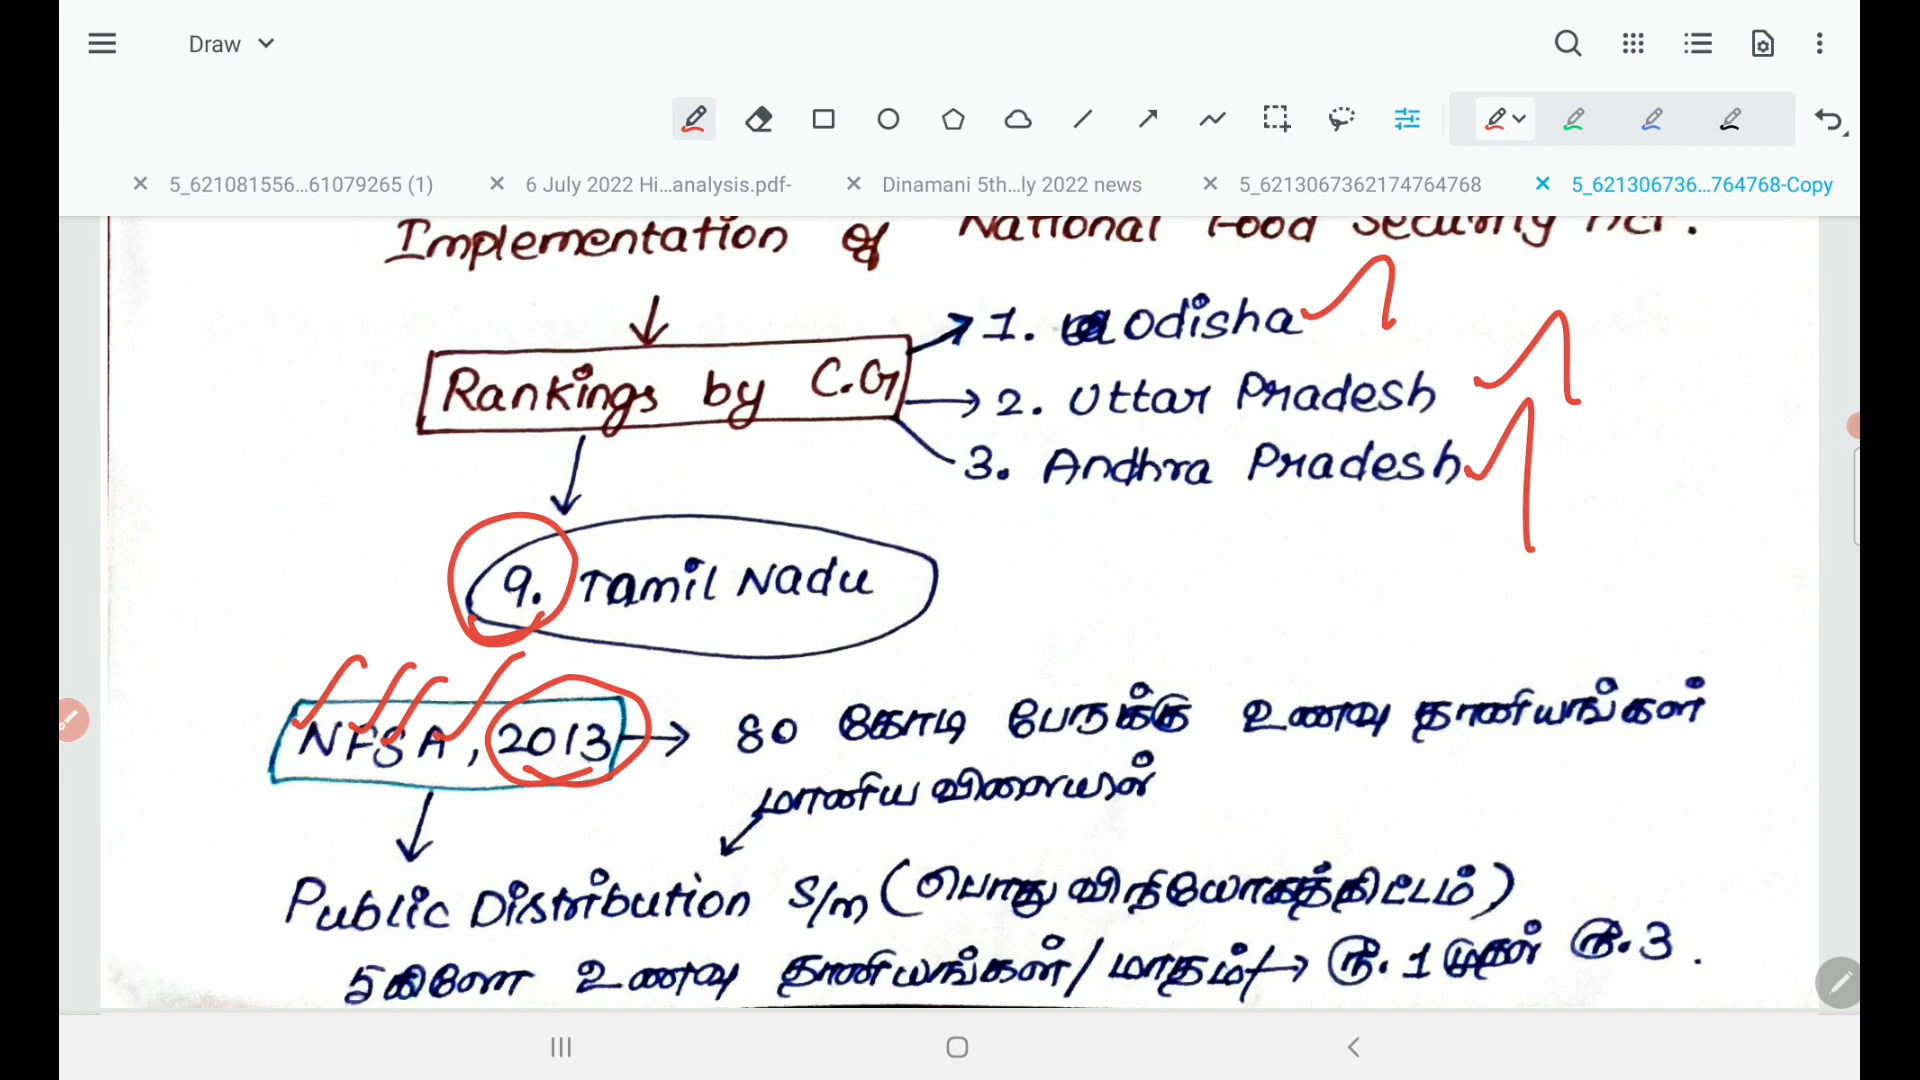 Draw
5_621081556...61079265 (1)
6 July 2022 Hi...analysis.pdf-
Dinamani 5th...ly 2022 news
5_6213067362174764768
5_621306736...764768-Copy
Implementation of National Food Security Act.
Rankings by C.G
1. Odisha
2. Uttar Pradesh
3. Andhra Pradesh
9. Tamil Nadu
NFSA, 2013 → 80 கோடி பேருக்கு உணவு தானியங்கள்
மானிய விலையில்
Public Distribution S/m (பொது விநியோகத்திட்டம்)
5 கிலோ உணவு தானியங்கள்/மாதம்/→ ரூ. 1 முதல் ரூ. 3.